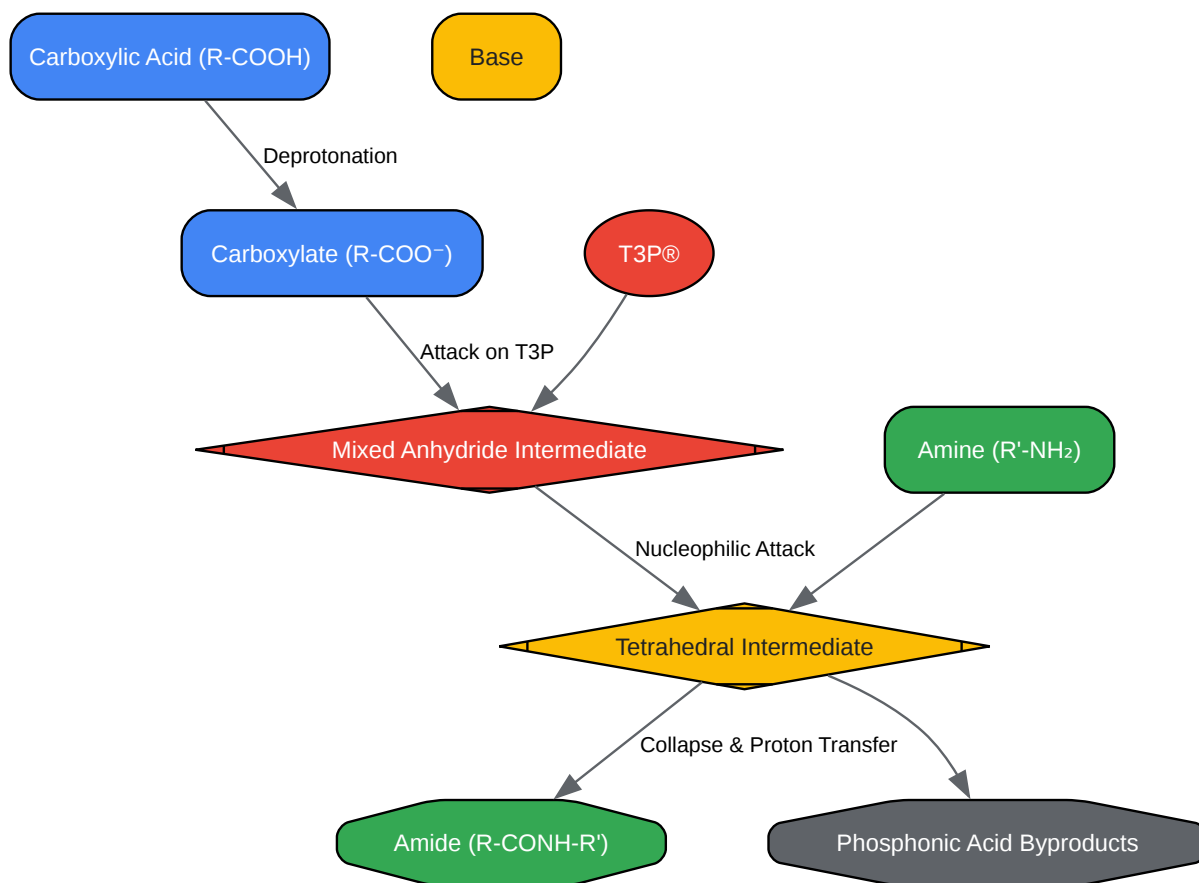 Carboxylic Acid (R-COOH)
Base
Deprotonation
Carboxylate (R-COO⁻)
T3P®
Attack on T3P
Mixed Anhydride Intermediate
Amine (R'-NH₂)
Nucleophilic Attack
Tetrahedral Intermediate
Collapse & Proton Transfer
Amide (R-CONH-R')
Phosphonic Acid Byproducts